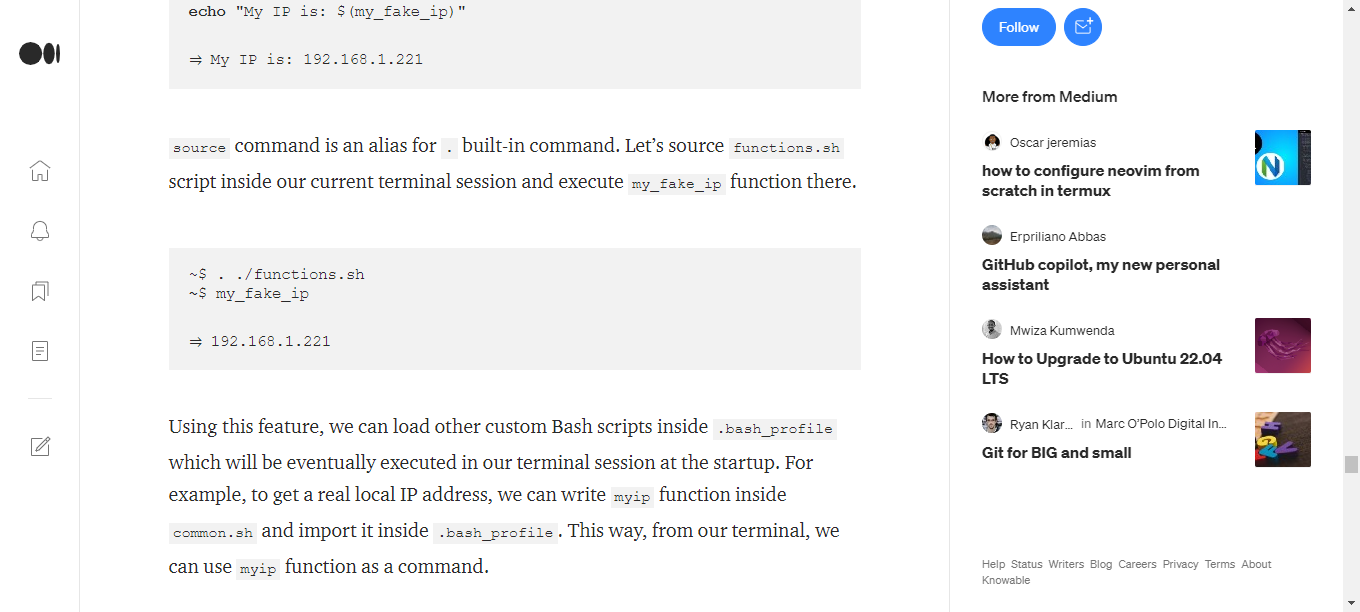 echo "My IP is: $(my_fake_ip)"
⇒ My IP is: 192.168.1.221
source command is an alias for . built-in command. Let’s source functions.sh
script inside our current terminal session and execute my_fake_ip function there.
~$ . ./functions.sh
~$ my_fake_ip
⇒ 192.168.1.221
Using this feature, we can load other custom Bash scripts inside .bash_profile
which will be eventually executed in our terminal session at the startup. For
example, to get a real local IP address, we can write myip function inside
common.sh and import it inside .bash_profile. This way, from our terminal, we
can use myip function as a command.
Follow
More from Medium
Oscar jeremias
how to configure neovim from
scratch in termux
Erpriliano Abbas
GitHub copilot, my new personal
assistant
Mwiza Kumwenda
How to Upgrade to Ubuntu 22.04
LTS
Ryan Klar... in Marc O’Polo Digital In...
Git for BIG and small
Help Status Writers Blog Careers Privacy Terms About
Knowable